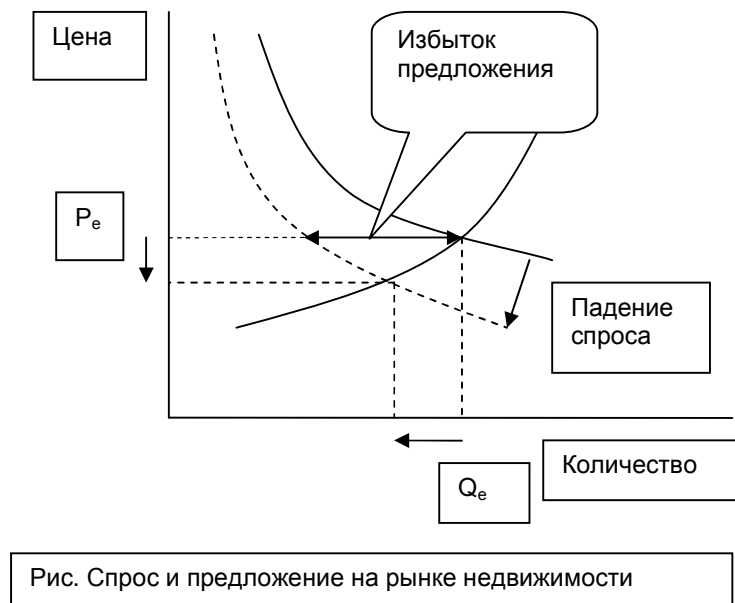 Цена
Избыток
предложения
Pe
Падение
спроса
Количество
Qe
Рис. Спрос и предложение на рынке недвижимости